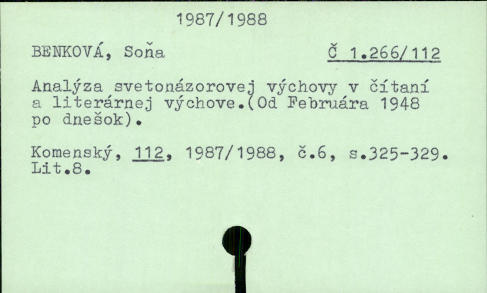 1987/1988
BENKOVÁ, Soňa Č 1.266/112
Analýza svetonázorovej výchovy v čítaní
a literárnej výchove.(Od Februára 1948
po dnešok).
Komenský, 112, 1987/1988, č.6, s.325-329.
Lit.8.